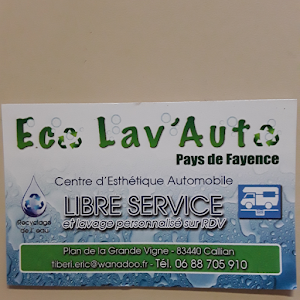 Eco Lav'Auto
Pays de Fayence
Centre d'Esthétique Automobile
LIBRE SERVICE
et lavage personnalisé sur RDV
Recyclage
de L'eau
Plan de la Grande Vigne - 83440 Callian
tiberi.eric@wanadoo.fr - Tél. 06 88 705 910